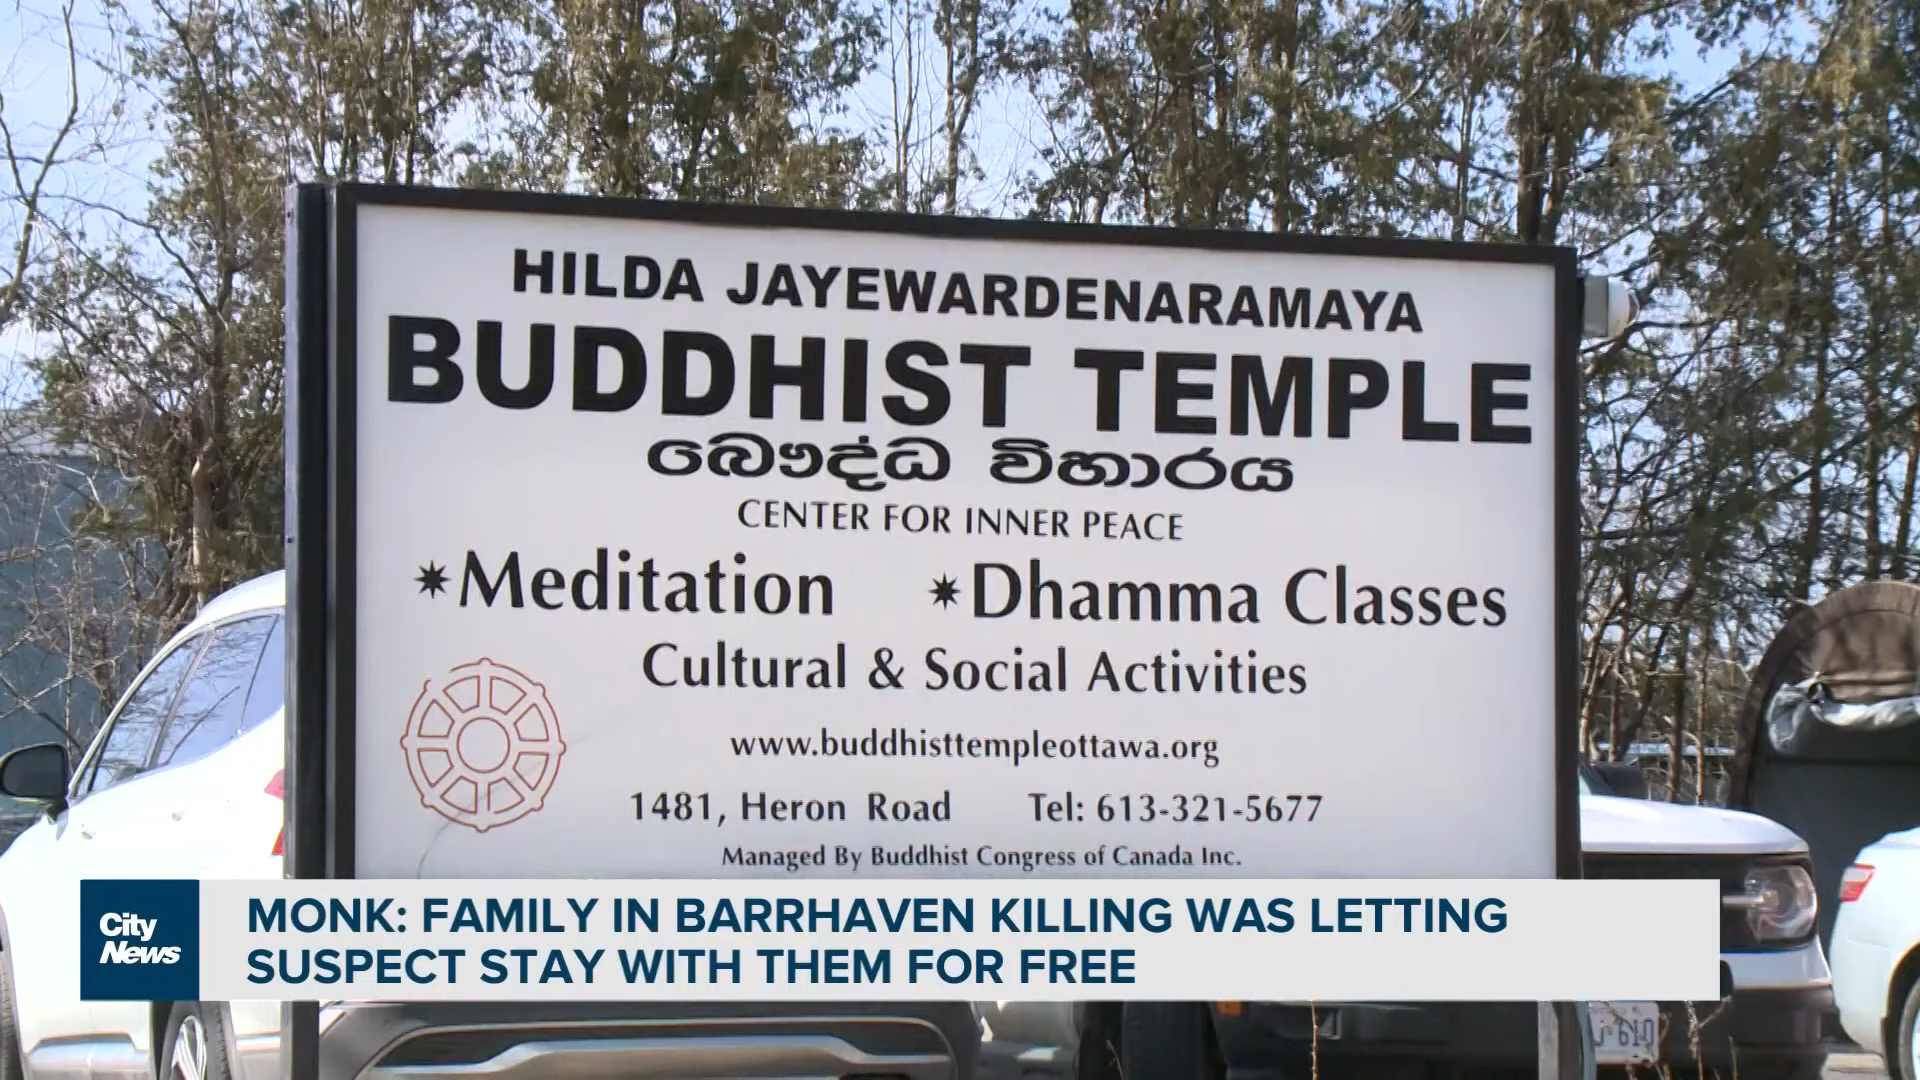 HILDA JAYEWARDENARAMAYA
BUDDHIST TEMPLE
බෞද්ධ විහාරය
CENTER FOR INNER PEACE
✷Meditation ✷Dhamma Classes
Cultural & Social Activities
www.buddhisttempleottawa.org
1481, Heron Road Tel: 613-321-5677
Managed By Buddhist Congress of Canada Inc.
City
News
MONK: FAMILY IN BARRHAVEN KILLING WAS LETTING
SUSPECT STAY WITH THEM FOR FREE